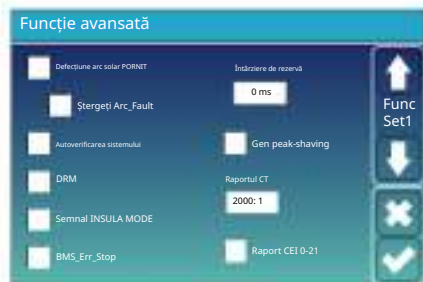 Funcție avansată
Defecțiune arc solar PORNIT
Ștergeți Arc_Fault
Autoverificarea sistemului
DRM
Semnal INSULA MODE
BMS_Err_Stop
Întârziere de rezervă
0 ms
Gen peak-shaving
Raportul CT
2000: 1
Raport CEI 0-21
Func
Set1